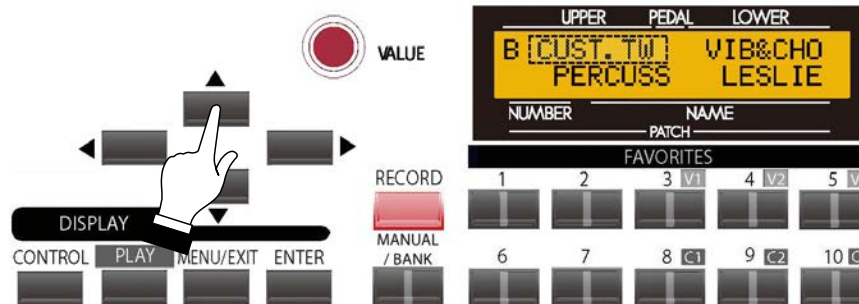 UPPER PEDAL LOWER
VALUE
B CUST.TW VIB&CHO
PERCUSS LESLIE
NUMBER NAME
PATCH
FAVORITES
RECORD
1 2 3 V1 4 V2 5
DISPLAY
MANUAL
/ BANK
CONTROL PLAY MENU/EXIT ENTER
6 7 8 C1 9 C2 10